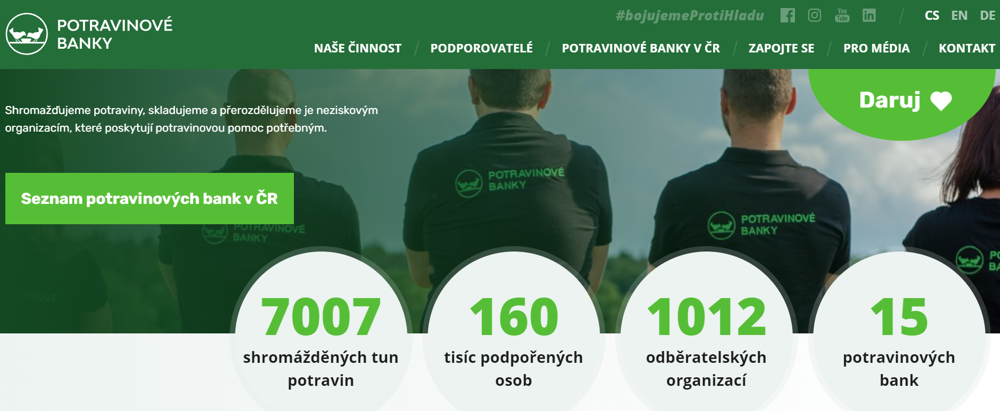 POTRAVINOVÉ
BANKY
#bojujemeProtiHladu
You
Tube
in
CS EN DE
NAŠE ČINNOST / PODPOROVATELÉ / POTRAVINOVÉ BANKY V ČR / ZAPOJTE SE / PRO MÉDIA / KONTAKT
Daruj
Shromažďujeme potraviny, skladujeme a přerozdělujeme je neziskovým
organizacím, které poskytují potravinovou pomoc potřebným.
Seznam potravinových bank v ČR
POTRAVINOVÉ
BANKY
POTRAVINOVÉ
BANKY
POTRAVINOVÉ
BANKY
7007
shromážděných tun
potravin
160
tisíc podpořených
osob
1012
odběratelských
organizací
15
potravinových
bank